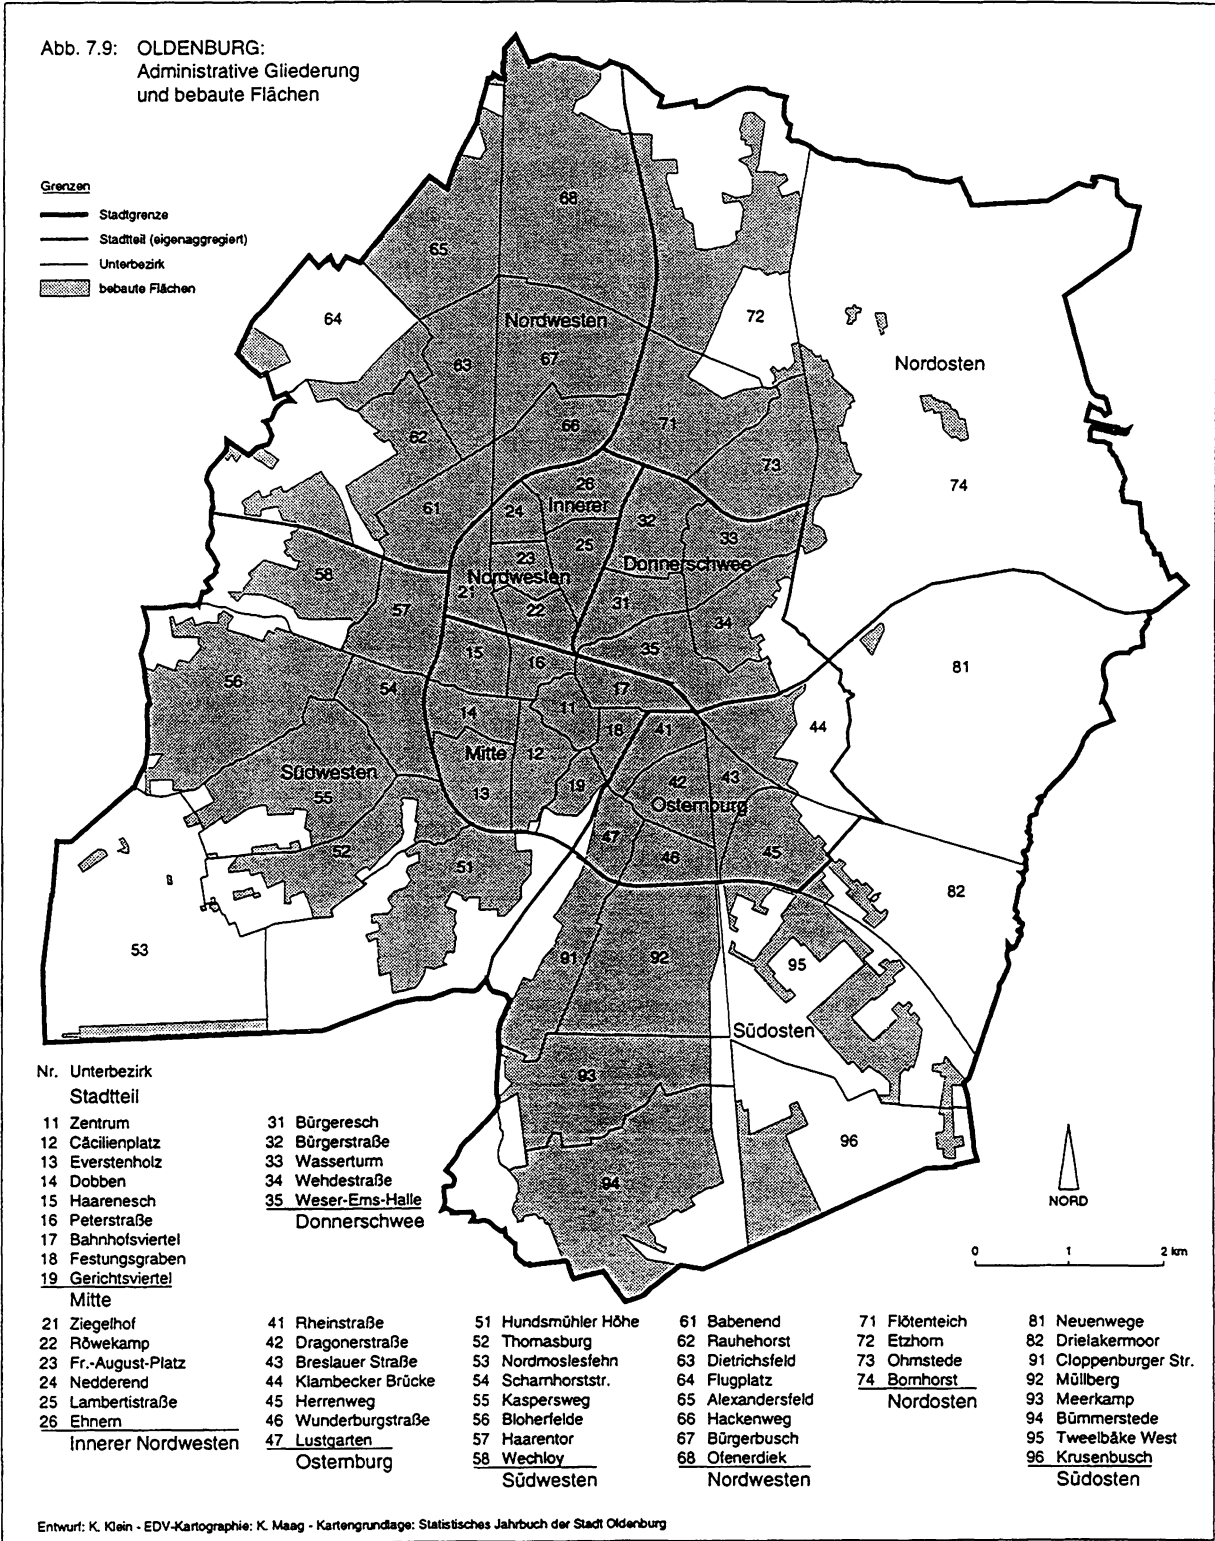 Abb. 7.9: OLDENBURG:
Administrative Gliederung
und bebaute Flächen
Grenzen
Stadtgrenze
Stadtteil (eigenaggregiert)
Unterbezirk
bebaute Flächen
68
65
64
Nordwesten
72
63
67
Nordosten
62
66
71
73
74
61
26
Innerer
24
32
25
33
23
Donnerschwee
58
Nordwesten
21
31
57
22
34
15
35
16
81
56
54
17
11
14
18
41
44
Mitte
12
Südwesten
42
43
19
55
13
Osternburg
47
52
46
45
51
82
53
91
92
95
Südosten
93
96
94
NORD
0 1 2 km
Nr. Unterbezirk
Stadtteil
11 Zentrum
12 Cäcilienplatz
13 Everstenholz
14 Dobben
15 Haarenesch
16 Peterstraße
17 Bahnhofsviertel
18 Festungsgraben
19 Gerichtsviertel
Mitte
31 Bürgeresch
32 Bürgerstraße
33 Wasserturm
34 Wehdestraße
35 Weser-Ems-Halle
Donnerschwee
21 Ziegelhof
22 Röwekamp
23 Fr.-August-Platz
24 Nedderend
25 Lambertistraße
26 Ehnern
Innerer Nordwesten
41 Rheinstraße
42 Dragonerstraße
43 Breslauer Straße
44 Klambecker Brücke
45 Herrenweg
46 Wunderburgstraße
47 Lustgarten
Osternburg
51 Hundsmühler Höhe
52 Thomasburg
53 Nordmoslesfehn
54 Scharnhorststr.
55 Kaspersweg
56 Bloherfelde
57 Haarentor
58 Wechloy
Südwesten
61 Babenend
62 Rauhehorst
63 Dietrichsfeld
64 Flugplatz
65 Alexandersfeld
66 Hackenweg
67 Bürgerbusch
68 Ofenerdiek
Nordwesten
71 Flötenteich
72 Etzhorn
73 Ohmstede
74 Bornhorst
Nordosten
81 Neuenwege
82 Drielakermoor
91 Cloppenburger Str.
92 Müllberg
93 Meerkamp
94 Bümmerstede
95 Tweelbäke West
96 Krusenbusch
Südosten
Entwurf: K. Klein - EDV-Kartographie: K. Maag - Kartengrundlage: Statistisches Jahrbuch der Stadt Oldenburg